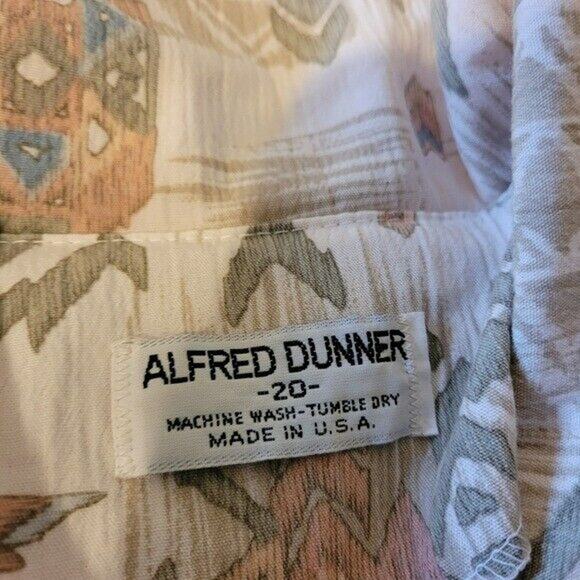 ALFRED DUNNER
-20-
MACHINE WASH-TUMBLE DRY
MADE IN U.S.A.